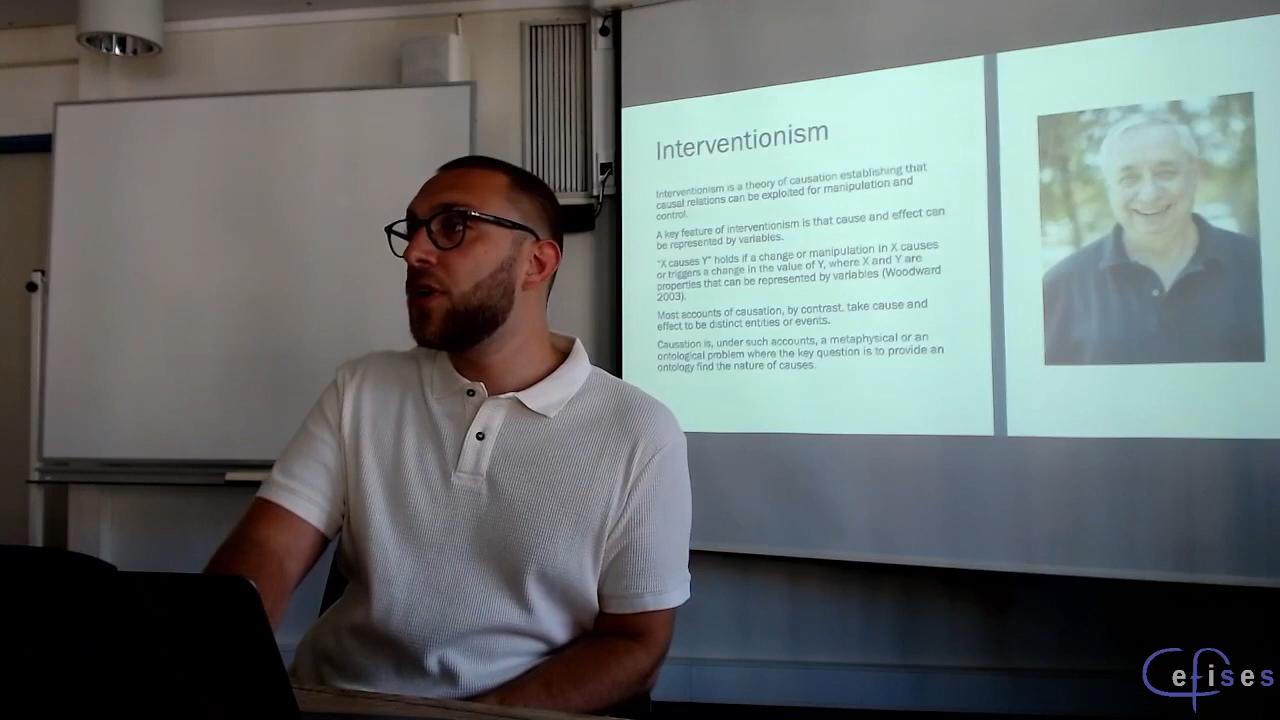 Interventionism
Interventionism is a theory of causation establishing that
causal relations can be exploited for manipulation and
control.
A key feature of interventionism is that cause and effect can
be represented by variables.
"X causes Y" holds if a change or manipulation in X causes
or triggers a change in the value of Y, where X and Y are
properties that can be represented by variables (Woodward
2003).
Most accounts of causation, by contrast, take cause and
effect to be distinct entities or events.
Causation is, under such accounts, a metaphysical or an
ontological problem where the key question is to provide an
ontology find the nature of causes.
Cefises